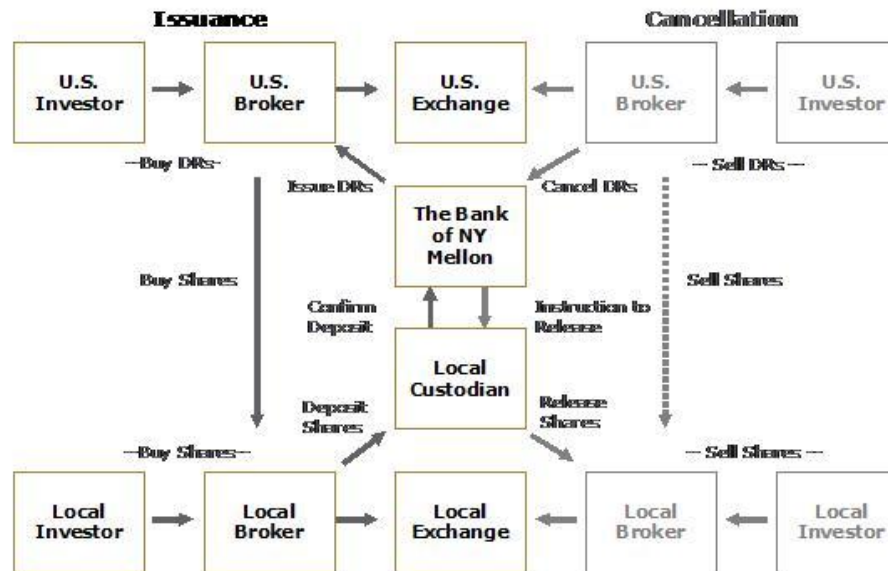 Issuance
Cancellation
U.S.
Investor
U.S.
Broker
U.S.
Exchange
U.S.
Broker
U.S.
Investor
—Buy DRs—
— Sell DRs —
Issue DRs
Cancel DRs
The Bank
of NY
Mellon
Buy Shares
Sell Shares
Confirm
Deposit
Instruction to
Release
Local
Custodian
Deposit
Shares
Release
Shares
—Buy Shares—
— Sell Shares —
Local
Investor
Local
Broker
Local
Exchange
Local
Broker
Local
Investor